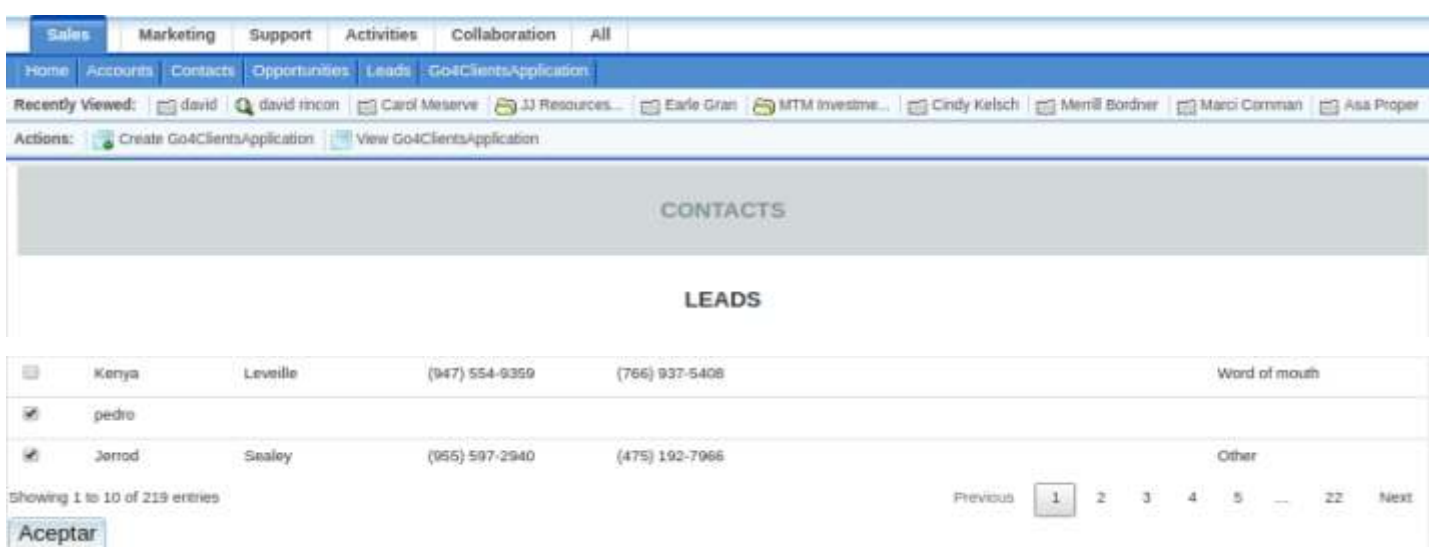 Sales Marketing Support Activities Collaboration All
Home Accounts Contacts Opportunities Leads Go4ClientsApplication
Recently Viewed: david david rincon Carol Meserve JJ Resources... Earle Gran MTM Investme... Cindy Kelsch Merrill Bordner Marci Cornman Asa Proper
Actions: Create Go4ClientsApplication View Go4ClientsApplication
CONTACTS
LEADS
Kenya Leveille (947) 554-9359 (766) 937-5408 Word of mouth
pedro
Jerrod Sealey (955) 597-2940 (475) 192-7966 Other
Showing 1 to 10 of 219 entries Previous 1 2 3 4 5 ... 22 Next
Aceptar